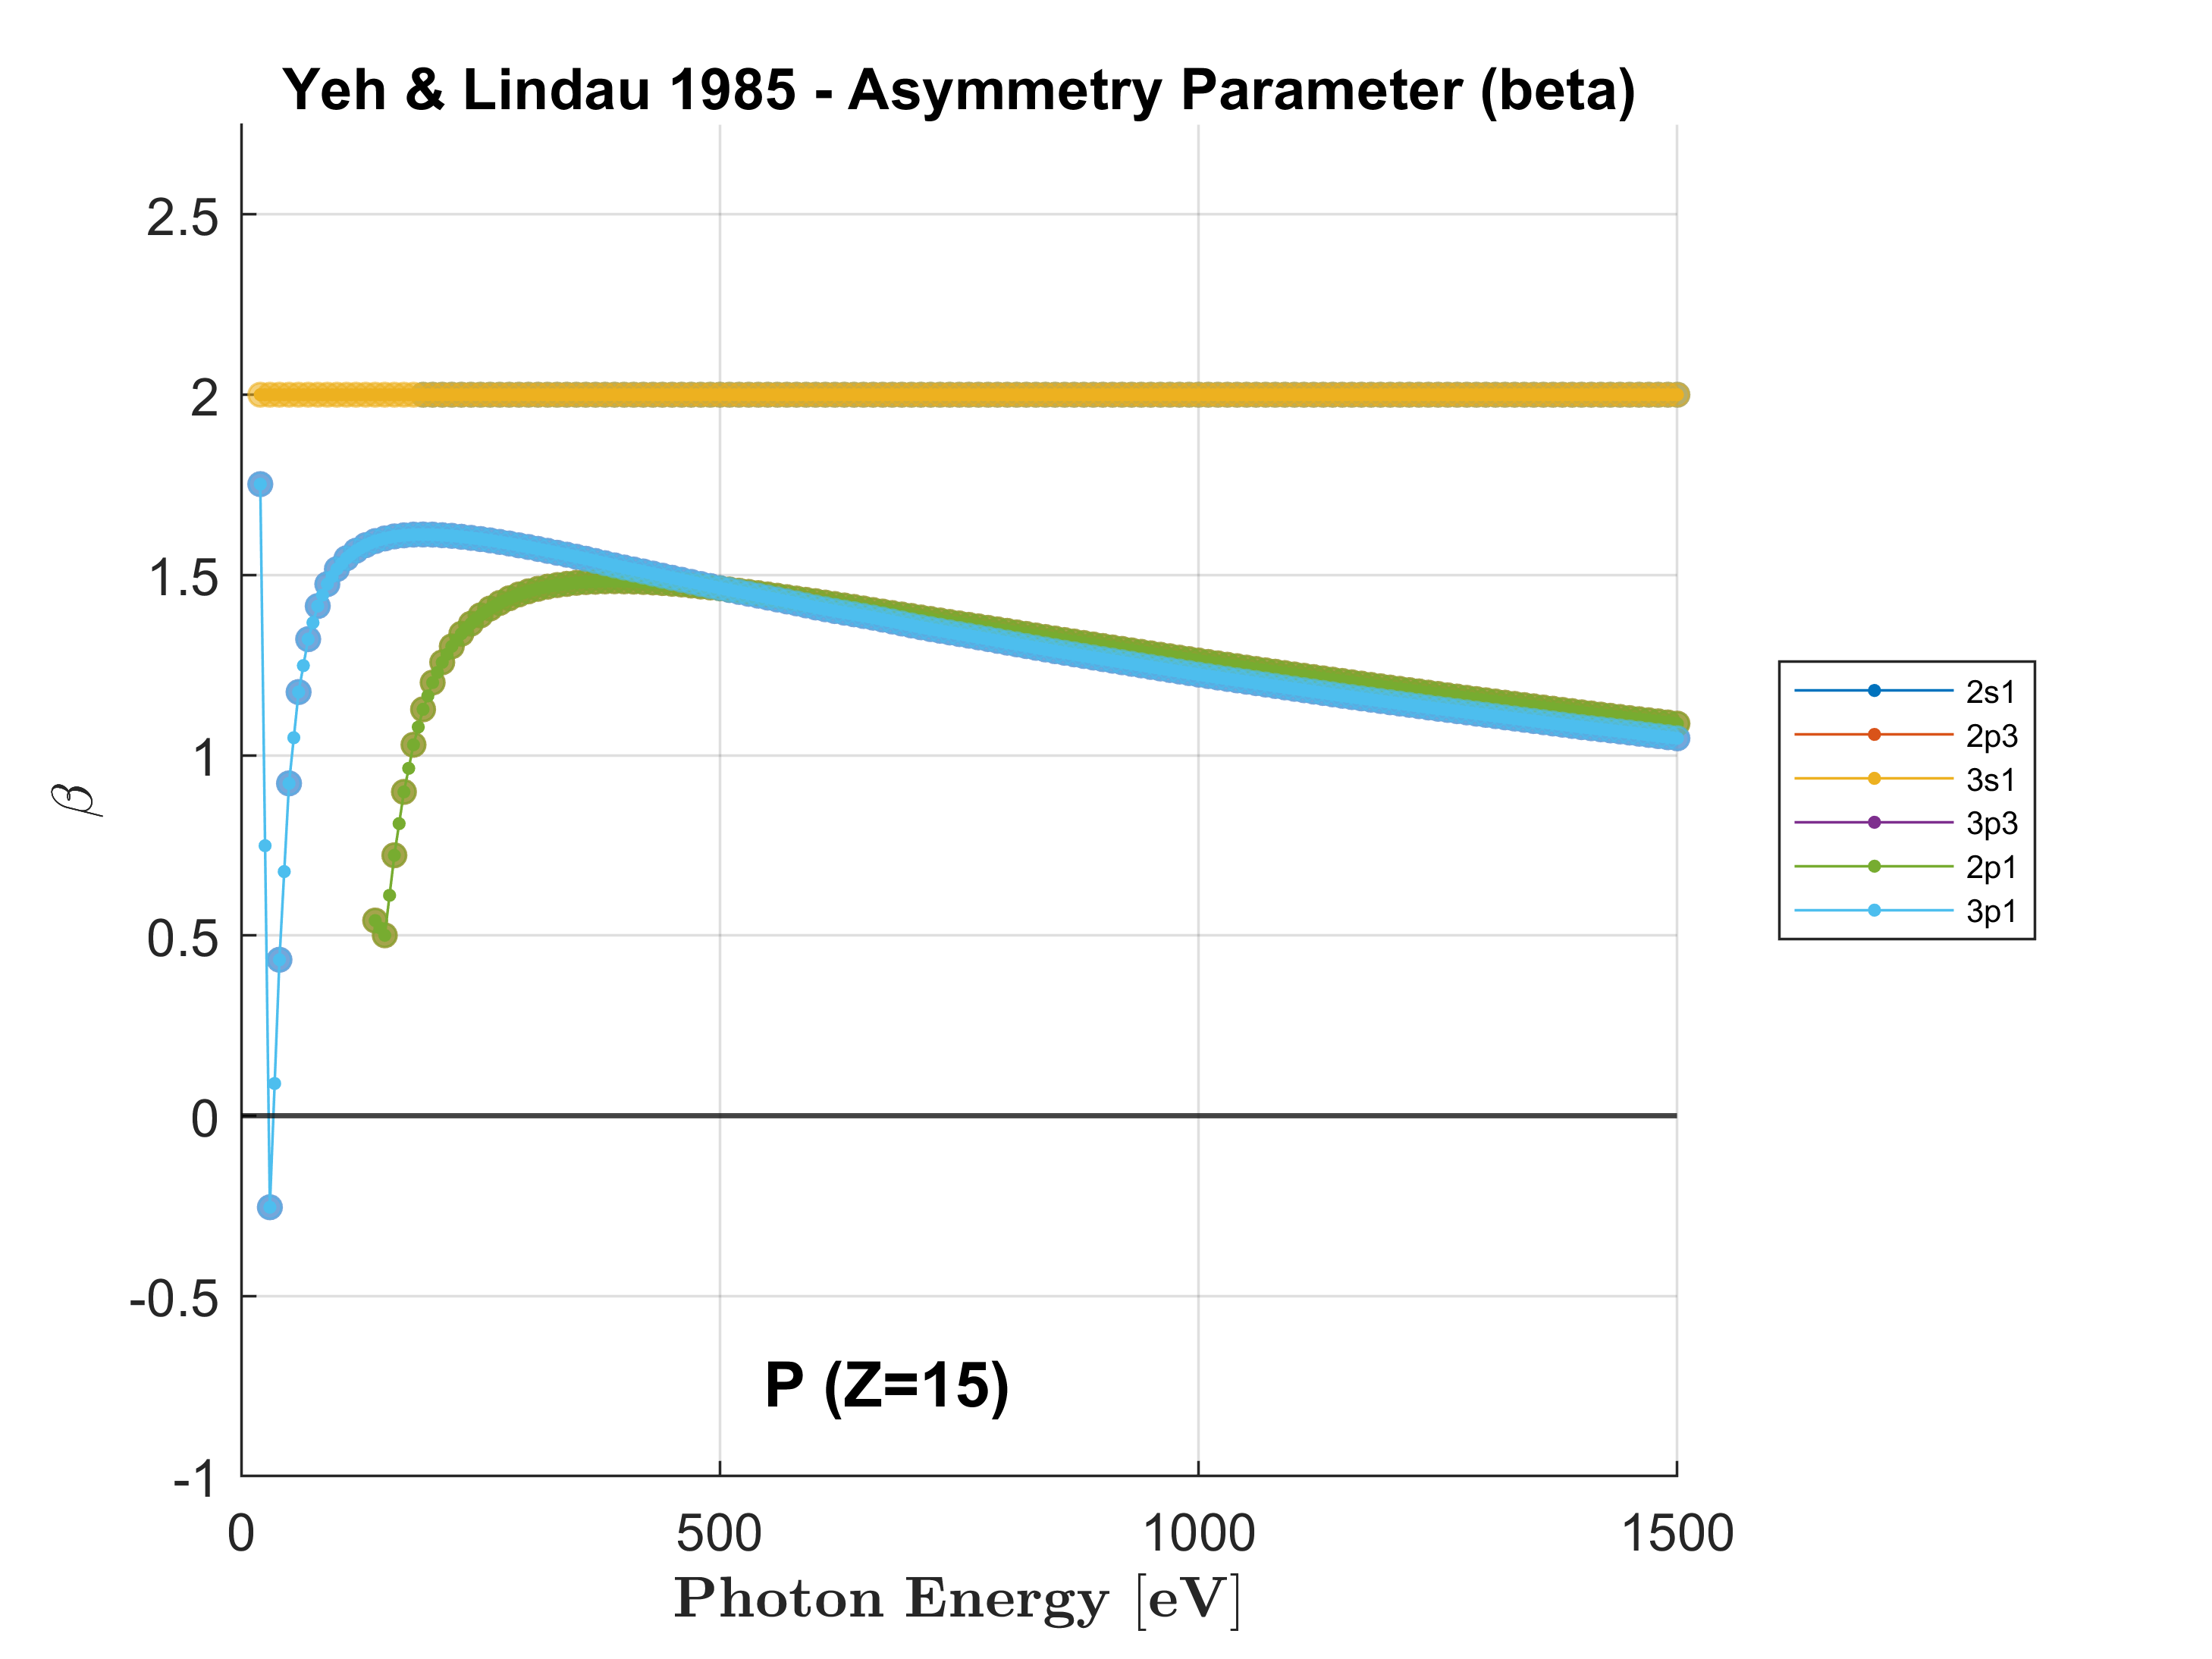 Yeh & Lindau 1985 - Asymmetry Parameter (beta)
2.5
2
1.5
1
0.5
0
-0.5
-1
β
0 500 1000 1500
Photon Energy [eV]
P (Z=15)
2s1
2p3
3s1
3p3
2p1
3p1